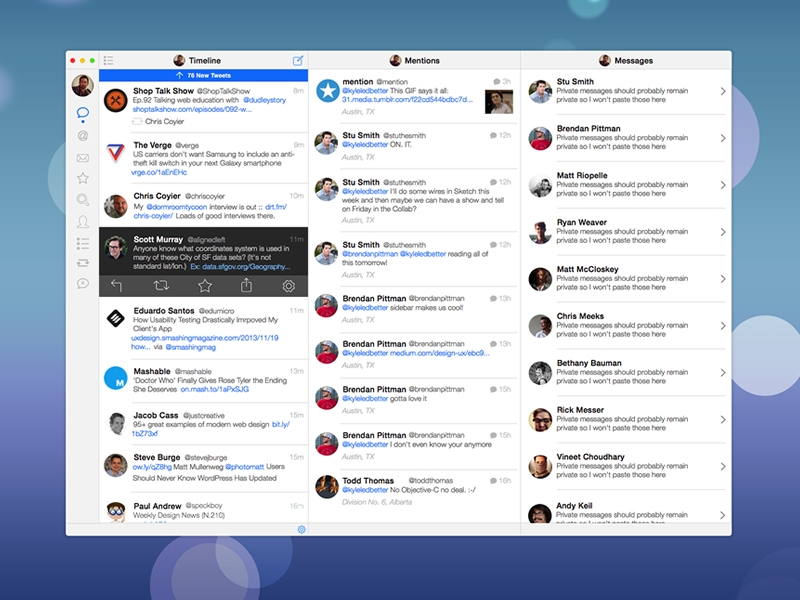 Timeline
76 New Tweets
Shop Talk Show @ShopTalkShow 8m
Ep.92 Talking web education with @dudleystory
shoptalkshow.com/episodes/092-w...
Chris Coyier
The Verge @verge 9m
US carriers don't want Samsung to include an anti-
theft kill switch in your next Galaxy smartphone
vrge.co/1aEnEHc
Chris Coyier @chriscoyier 10m
My @dormroomtycoon interview is out :: drt.fm/
chris-coyier/ Loads of good interviews there.
Scott Murray @alignedleft 11m
Anyone know what coordinates system is used in
many of these City of SF data sets? (It's not
standard lat/lon.) Ex: data.sfgov.org/Geography...
Eduardo Santos @edumicro 11m
How Usability Testing Drastically Imrpoved My
Client's App
uxdesign.smashingmagazine.com/2013/11/19
how... via @smashingmag
Mashable @mashable 13m
'Doctor Who' Finally Gives Rose Tyler the Ending
She Deserves on.mash.to/1aPxSJG
Jacob Cass @justcreative 15m
95+ great examples of modern web design bit.ly/
1bZ73xf
Steve Burge @stevejburge 15m
ow.ly/qZ8hg Matt Mullenweg @photomatt Users
Should Never Know WordPress Has Updated
Paul Andrew @speckboy 16m
Weekly Design News (N.210)
Mentions
mention @mention 3h
@kyleledbetter This GIF says it all:
31.media.tumblr.com/f22cd544bdbc7d...
Austin, TX
Stu Smith @stuthesmith 12h
@kyleledbetter ON. IT.
Austin, TX
Stu Smith @stuthesmith 12h
@kyleledbetter I'll do some wires in Sketch this
week and then maybe we can have a show and tell
on Friday in the Collab?
Austin, TX
Stu Smith @stuthesmith 12h
@brendanpittman @kyleledbetter reading all of
this tomorrow!
Austin, TX
Brendan Pittman @brendanpittman 13h
@kyleledbetter sidebar makes us cool!
Austin, TX
Brendan Pittman @brendanpittman 13h
@kyleledbetter medium.com/design-ux/ebc9...
Austin, TX
Brendan Pittman @brendanpittman 15h
@kyleledbetter gotta love it
Austin, TX
Brendan Pittman @brendanpittman 15h
@kyleledbetter I don't even know your anymore
Austin, TX
Todd Thomas @toddthomas 16h
@kyleledbetter No Objective-C no deal. :-/
Division No. 6, Alberta
Messages
Stu Smith
Private messages should probably remain
private so I won't paste those here
Brendan Pittman
Private messages should probably remain
private so I won't paste those here
Matt Riopelle
Private messages should probably remain
private so I won't paste those here
Ryan Weaver
Private messages should probably remain
private so I won't paste those here
Matt McCloskey
Private messages should probably remain
private so I won't paste those here
Chris Meeks
Private messages should probably remain
private so I won't paste those here
Bethany Bauman
Private messages should probably remain
private so I won't paste those here
Rick Messer
Private messages should probably remain
private so I won't paste those here
Vineet Choudhary
Private messages should probably remain
private so I won't paste those here
Andy Keil
Private messages should probably remain
private so I won't paste those here